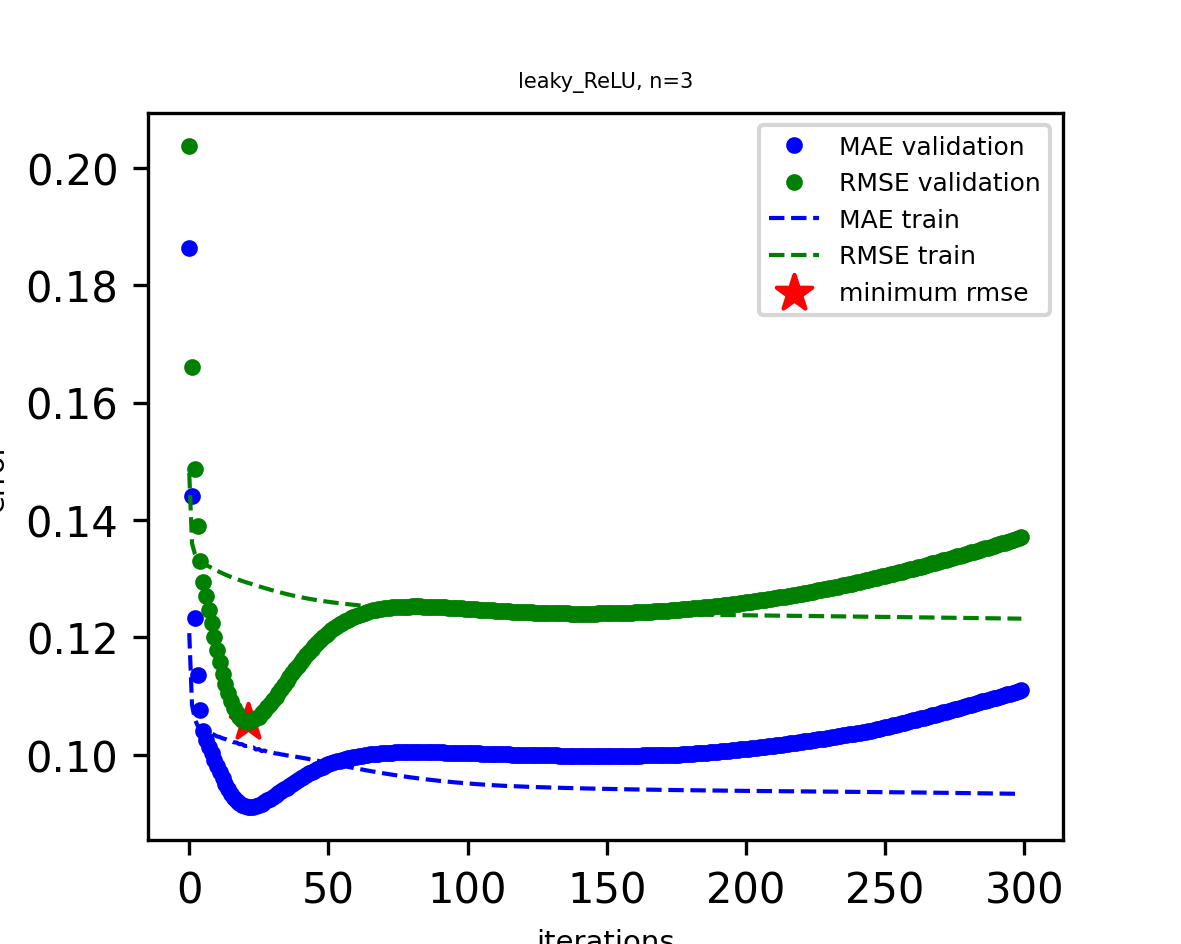 leaky_ReLU, n=3
MAE validation
RMSE validation
MAE train
RMSE train
minimum rmse
0.20
0.18
0.16
0.14
0.12
0.10
0 50 100 150 200 250 300
iterations